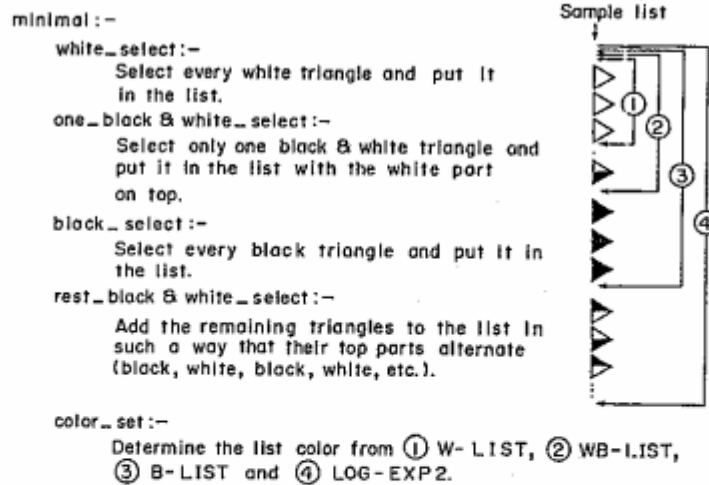 Sample list
minimal :-
white_select :-
Select every white triangle and put it
in the list.
one_black & white_select :-
Select only one black & white triangle and
put it in the list with the white part
on top.
black_select :-
Select every black triangle and put it in
the list.
rest_black & white_select :-
Add the remaining triangles to the list in
such a way that their top parts alternate
(black, white, black, white, etc.).
color_set :-
Determine the list color from ① W-LIST, ② WB-LIST,
③ B-LIST and ④ LOG-EXP2.
①
②
③
④